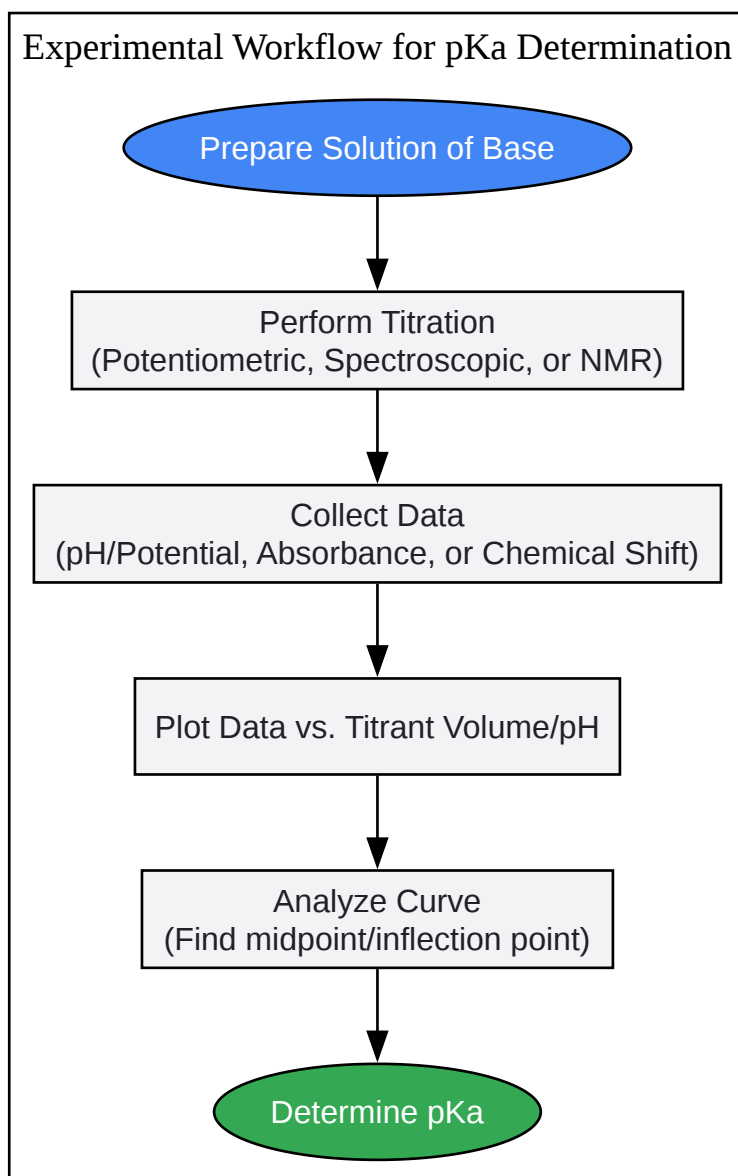 Experimental Workflow for pKa Determination
Prepare Solution of Base
Perform Titration
(Potentiometric, Spectroscopic, or NMR)
Collect Data
(pH/Potential, Absorbance, or Chemical Shift)
Plot Data vs. Titrant Volume/pH
Analyze Curve
(Find midpoint/inflection point)
Determine pKa